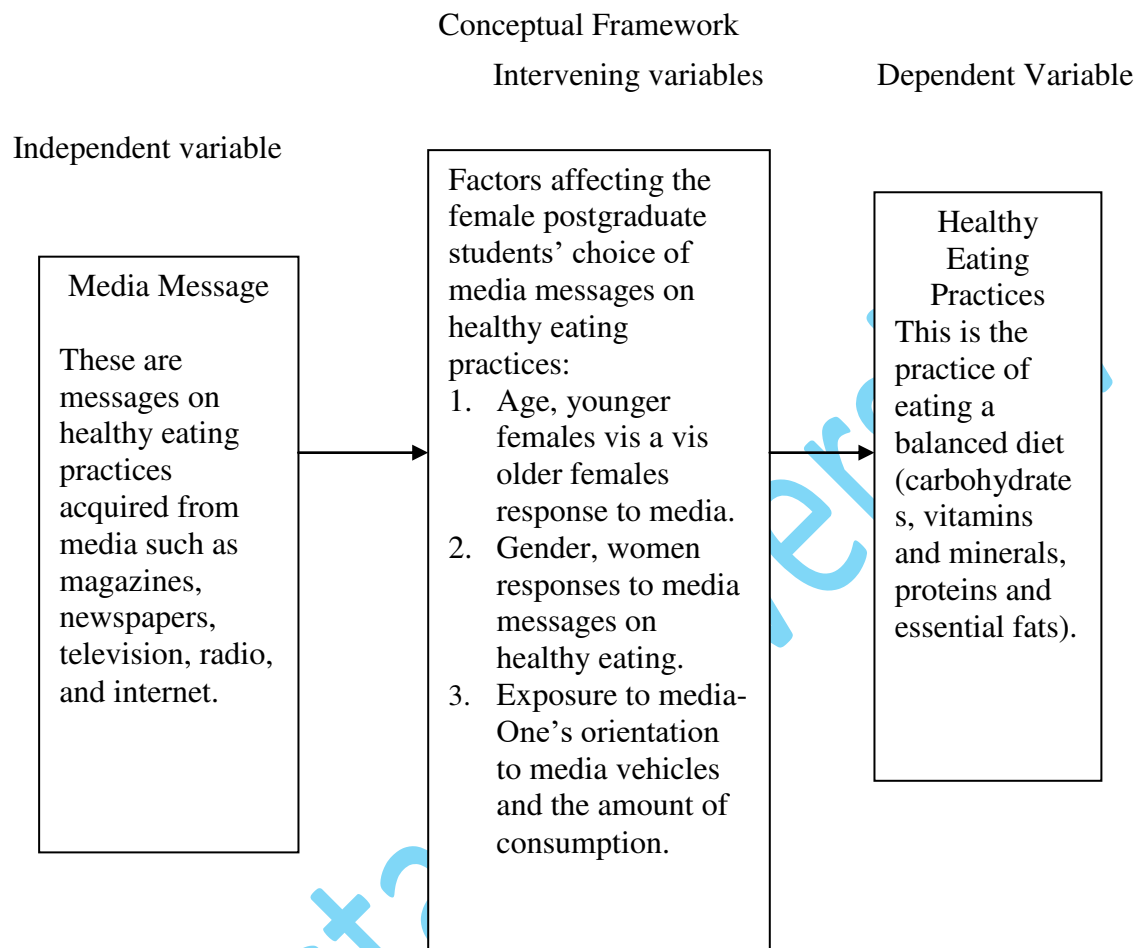 Conceptual Framework
Intervening variables
Dependent Variable
Independent variable
Media Message
These are
messages on
healthy eating
practices
acquired from
media such as
magazines,
newspapers,
television, radio,
and internet.
Factors affecting the
female postgraduate
students’ choice of
media messages on
healthy eating
practices:
1. Age, younger
females vis a vis
older females
response to media.
2. Gender, women
responses to media
messages on
healthy eating.
3. Exposure to media-
One’s orientation
to media vehicles
and the amount of
consumption.
Healthy
Eating
Practices
This is the
practice of
eating a
balanced diet
(carbohydrate
s, vitamins
and minerals,
proteins and
essential fats).